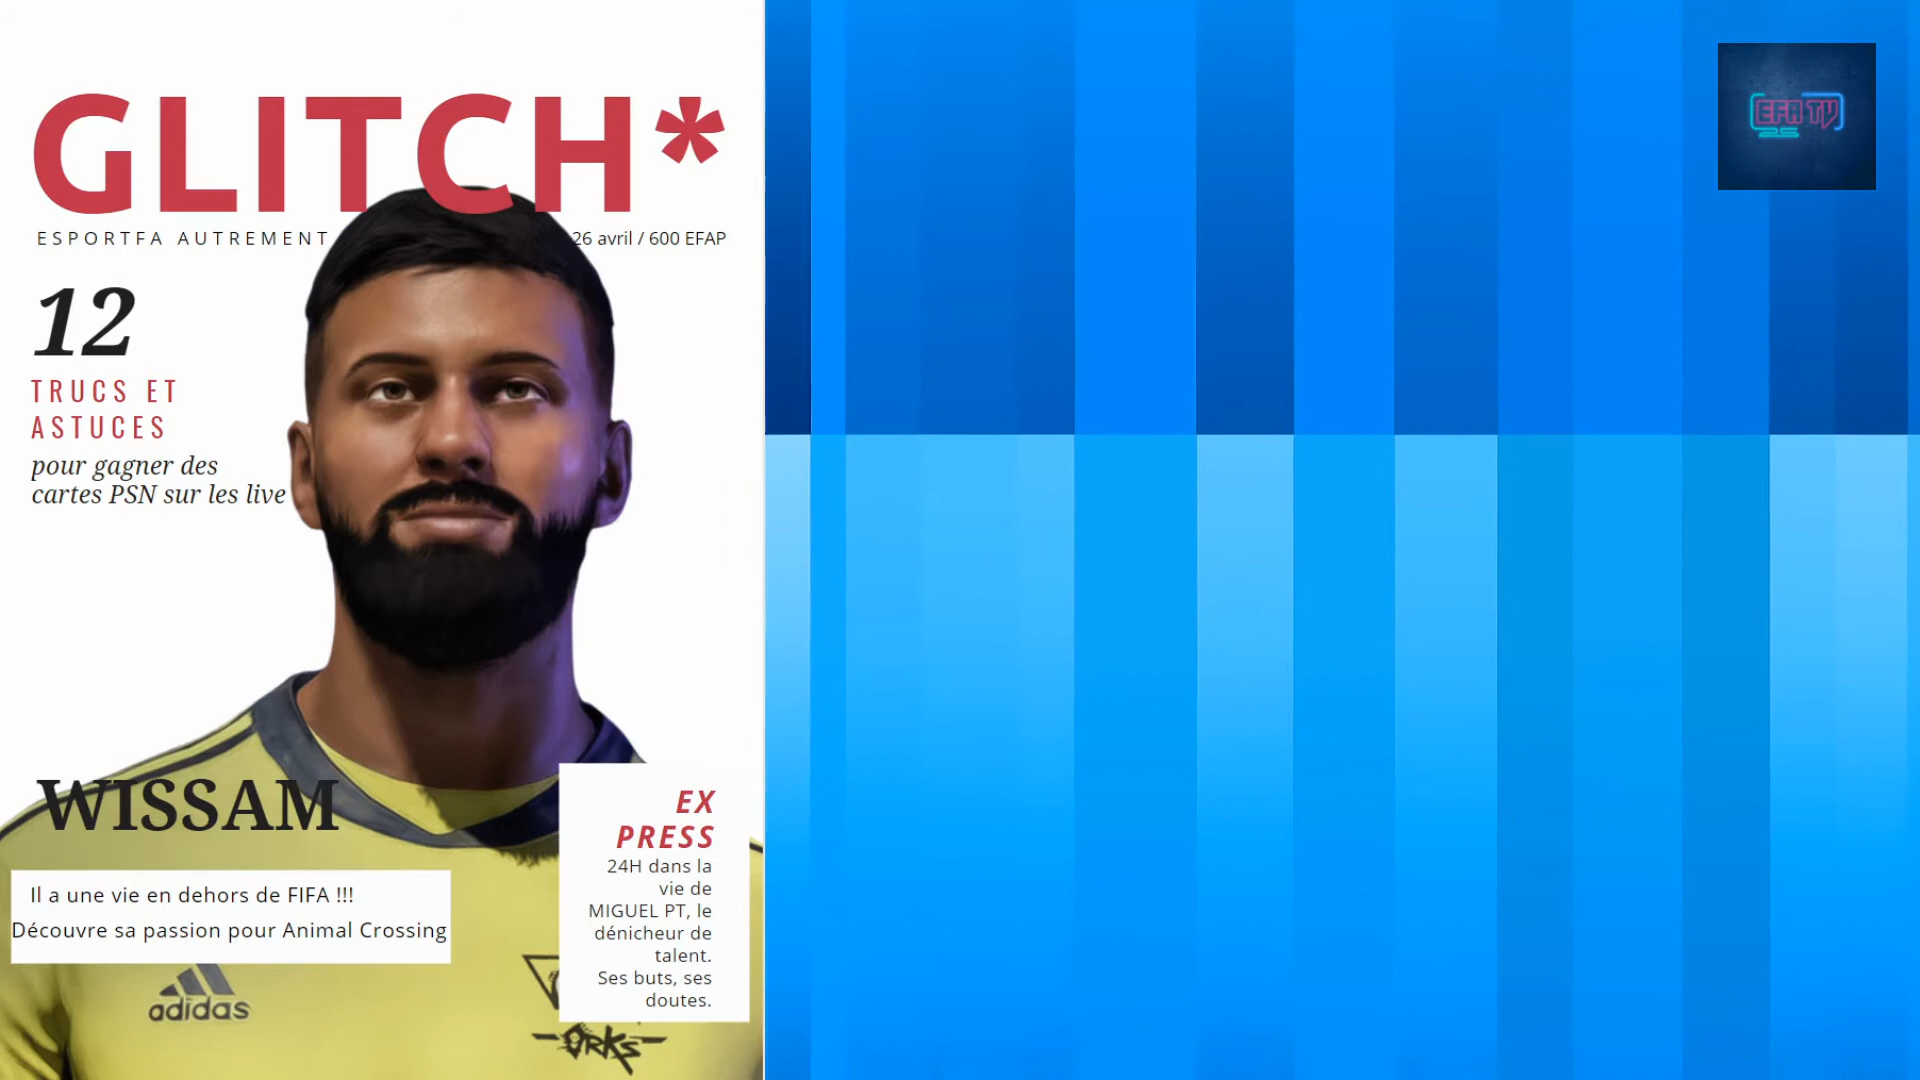 GLITCH*
ESPORTFA AUTREMENT
26 avril / 600 EFAP
12
TRUCS ET
ASTUCES
pour gagner des
cartes PSN sur les live
WISSAM
Il a une vie en dehors de FIFA !!!
Découvre sa passion pour Animal Crossing
EX
PRESS
24H dans la
vie de
MIGUEL PT, le
dénicheur de
talent.
Ses buts, ses
doutes.
adidas
ORKS
EFA TV